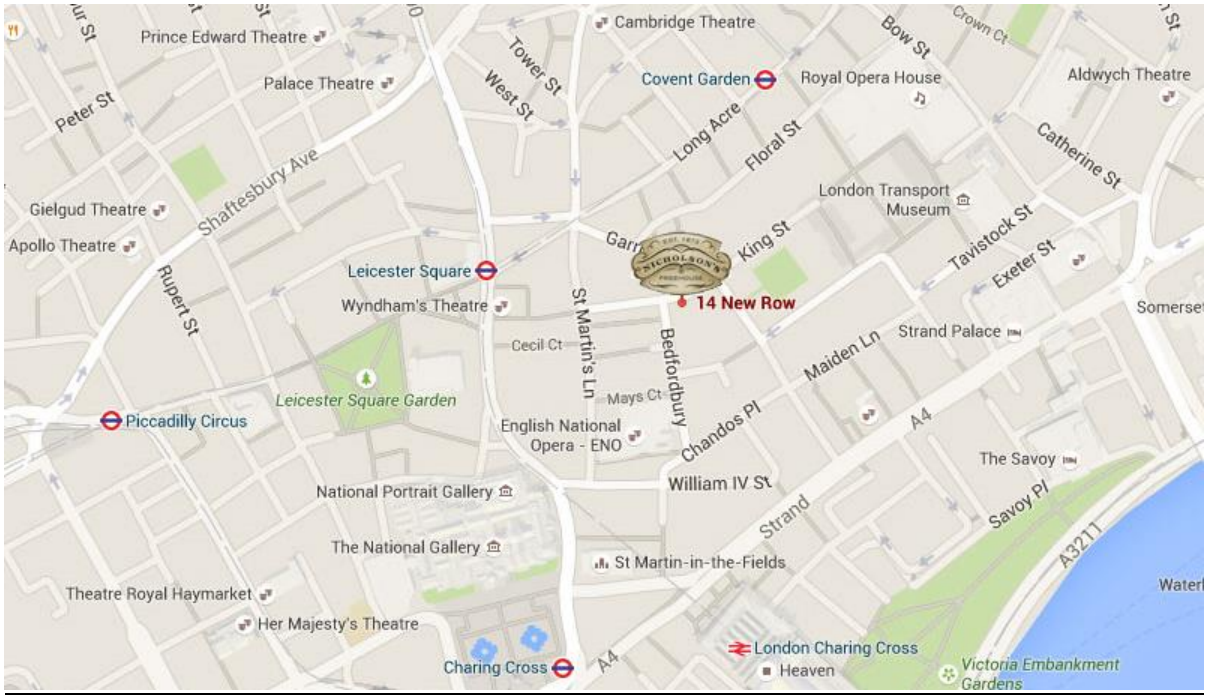 Cambridge Theatre
Prince Edward Theatre
Bow St
Crown Ct
Tower St
Palace Theatre
Covent Garden
Royal Opera House
Aldwych Theatre
West St
Peter St
Long Acre
Floral St
Catherine St
Shaftesbury Ave
London Transport
Museum
Gielgud Theatre
Apollo Theatre
King St
Tavistock St
Exeter St
Garr
EST. 1873
NICHOLSON'S
FREEHOUSE
Leicester Square
Rupert St
Wyndham's Theatre
14 New Row
Somerset
St Martin's Ln
Bedfordbury
Strand Palace
Cecil Ct
Maiden Ln
Leicester Square Garden
Mays Ct
Piccadilly Circus
English National
Opera - ENO
Chandos Pl
A4
The Savoy
National Portrait Gallery
William IV St
Savoy Pl
Strand
The National Gallery
St Martin-in-the-Fields
A3211
Theatre Royal Haymarket
Waterl
Her Majesty's Theatre
Charing Cross
A4
London Charing Cross
Heaven
Victoria Embankment
Gardens